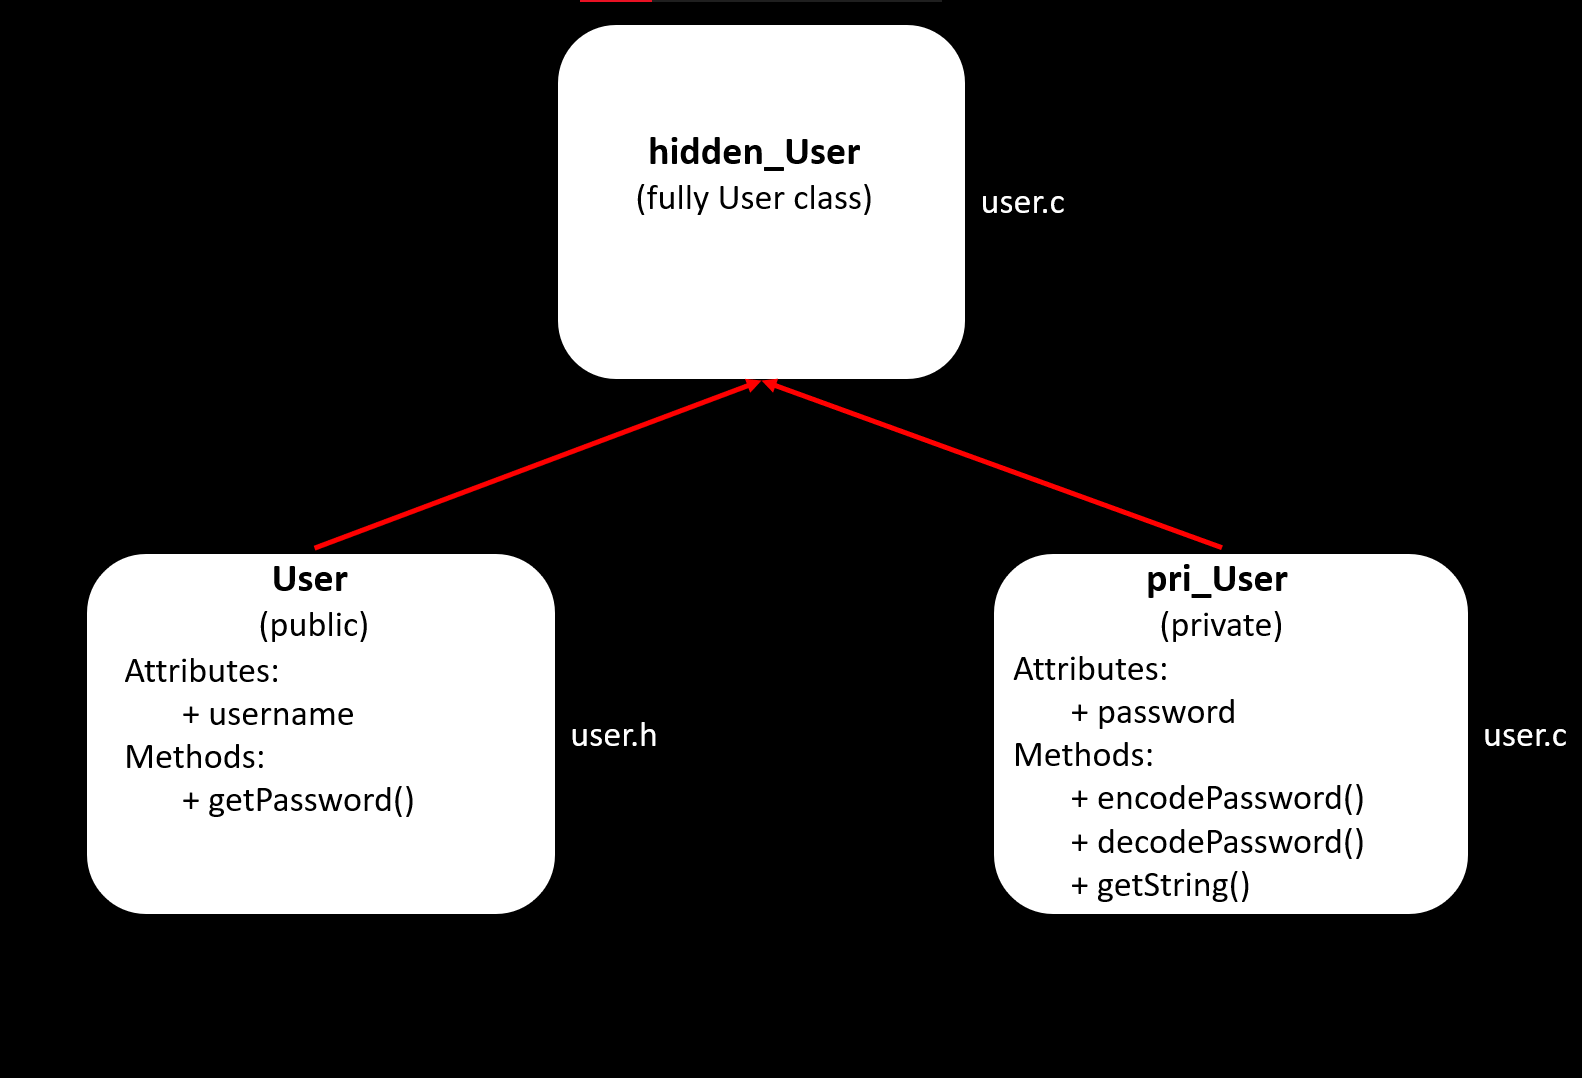 hidden_User
(fully User class)
user.c
User
(public)
Attributes:
+ username
Methods:
+ getPassword()
user.h
pri_User
(private)
Attributes:
+ password
Methods:
+ encodePassword()
+ decodePassword()
+ getString()
user.c